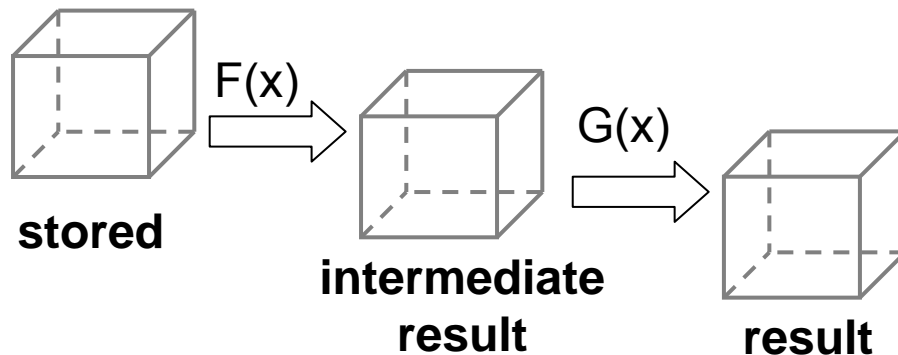 F(x)
G(x)
stored
intermediate
result
result